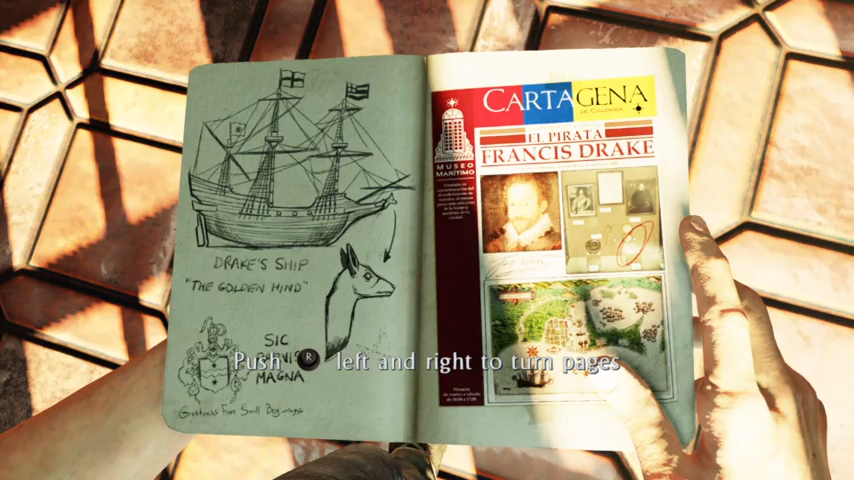 DRAKE'S SHIP
"THE GOLDEN HIND"
SIC
MAGNA
Greatness From Small Beginnings
CARTAGENA
DE COLOMBIA
EL PIRATA
FRANCIS DRAKE
MUSEO
MARÍTIMO
Push R left and right to turn pages